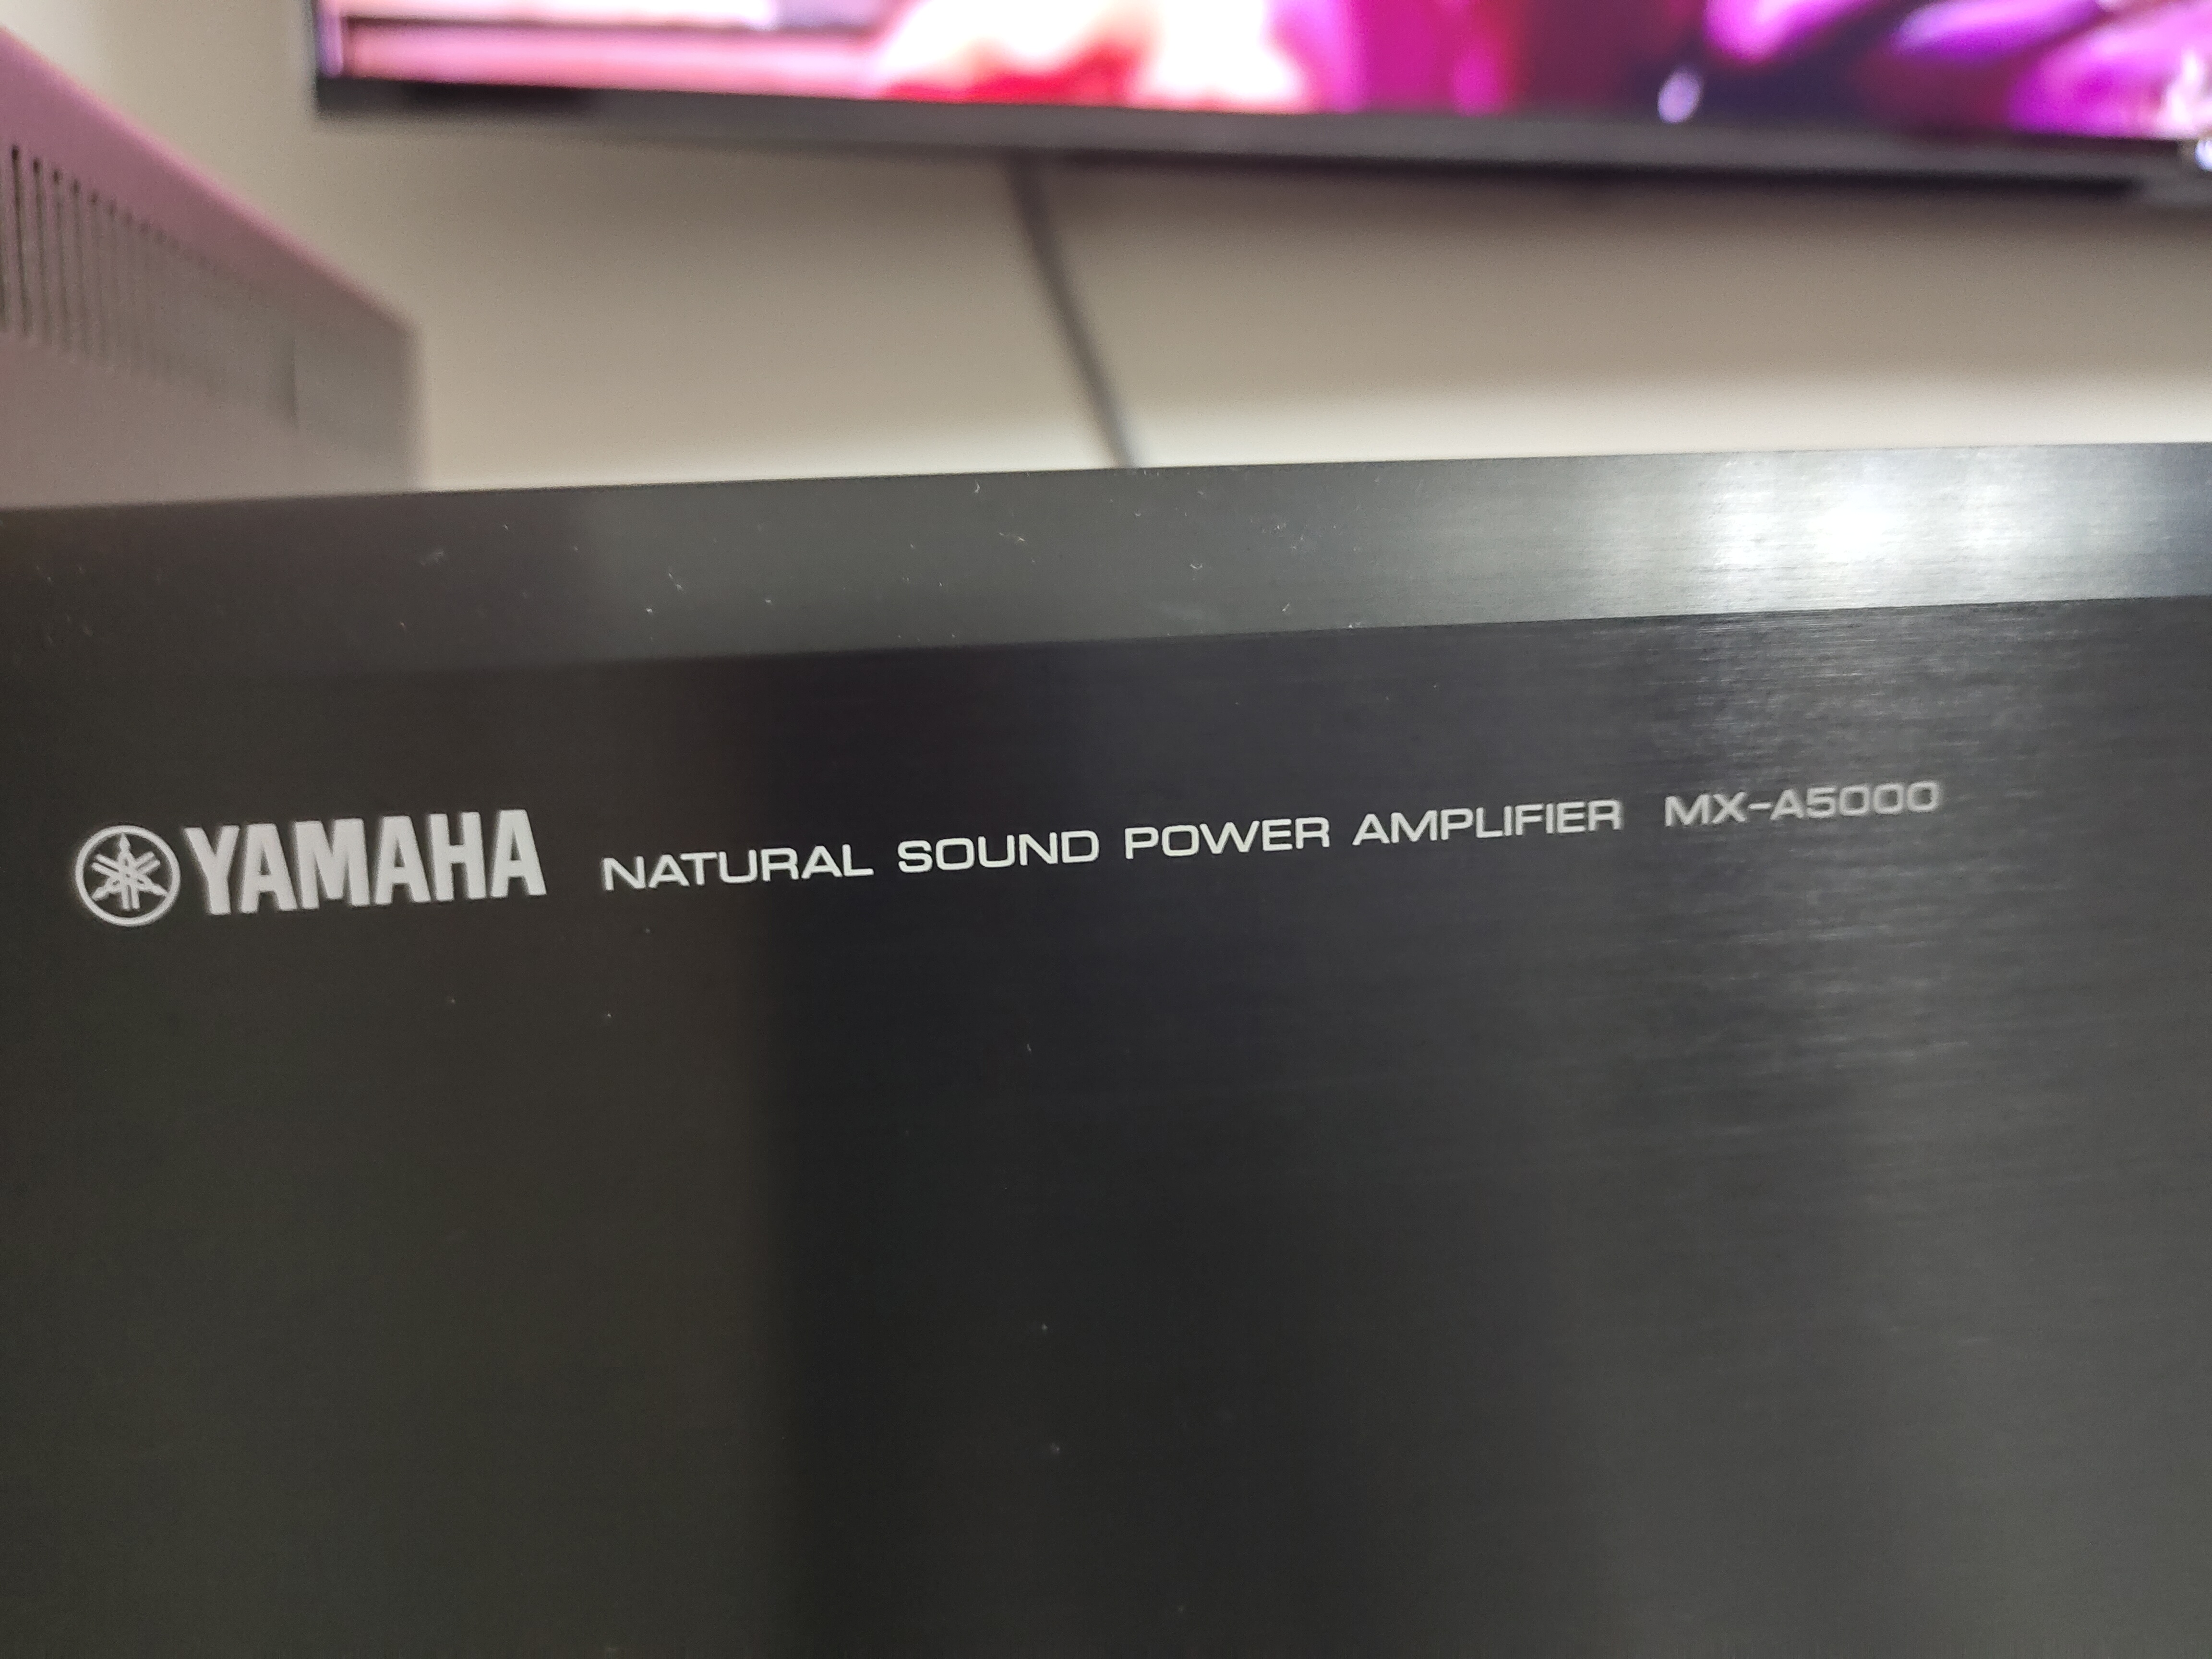 YAMAHA NATURAL SOUND POWER AMPLIFIER MX-A5000